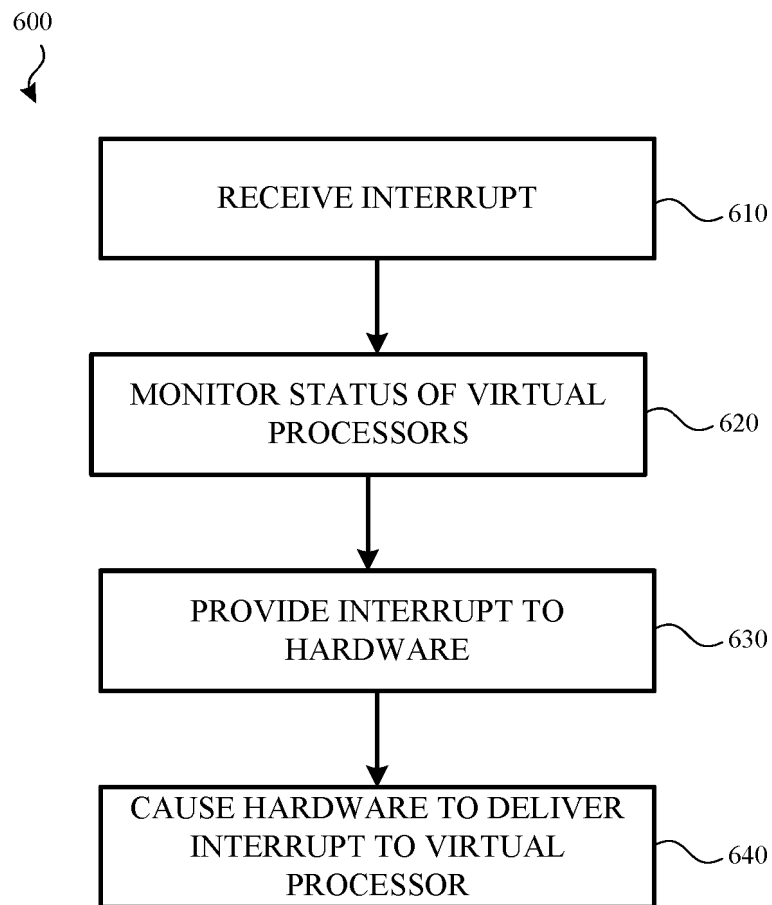 600
RECEIVE INTERRUPT
610
MONITOR STATUS OF VIRTUAL
PROCESSORS
620
PROVIDE INTERRUPT TO
HARDWARE
630
CAUSE HARDWARE TO DELIVER
INTERRUPT TO VIRTUAL
PROCESSOR
640